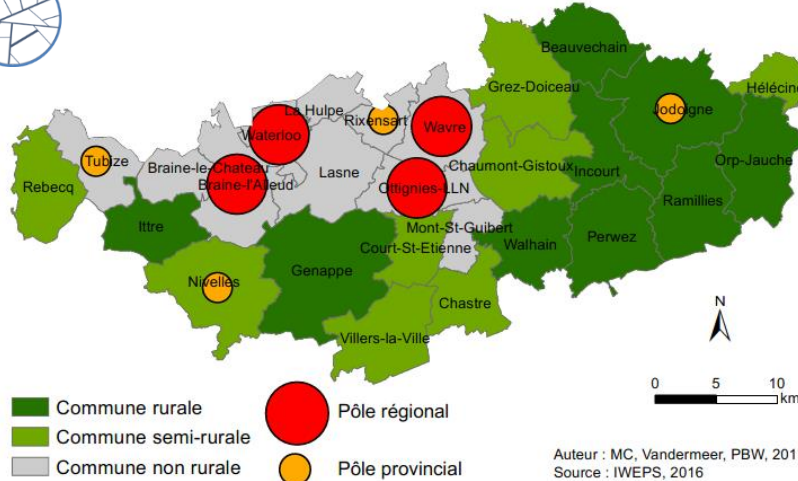 Beauvechain
Grez-Doiceau
Hélécine
La Hulpe
Rixensart
Jodoigne
Waterloo
Wavre
Tubize
Braine-le-Chateau
Chaumont-Gistoux
Orp-Jauche
Rebecq
Braine-l'Alleud
Lasne
Ottignies-LLN
Incourt
Ramillies
Ittre
Mont-St-Guibert
Court-St-Etienne
Walhain
Perwez
Genappe
Nivelles
Chastre
Villers-la-Ville
N
0 5 10
km
Commune rurale
Commune semi-rurale
Commune non rurale
Pôle régional
Pôle provincial
Auteur : MC, Vandermeer, PBW, 201
Source : IWEPS, 2016